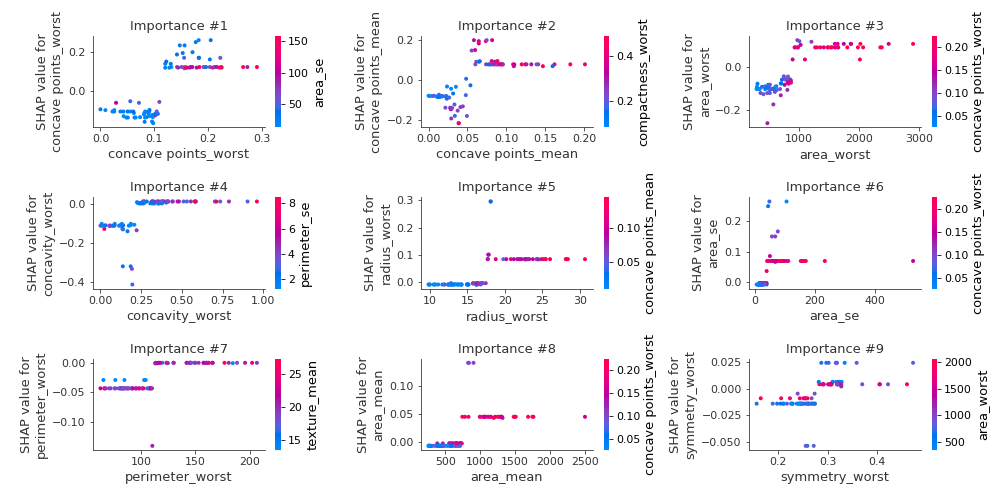 Importance #1
SHAP value for
concave points_worst
0.2
0.0
0.0
0.1
0.2
0.3
concave points_worst
150
100
50
area_se
Importance #2
SHAP value for
concave points_mean
0.2
0.0
−0.2
0.00
0.05
0.10
0.15
0.20
concave points_mean
0.4
0.2
compactness_worst
Importance #3
SHAP value for
area_worst
0.0
−0.2
1000
2000
3000
area_worst
0.20
0.15
0.10
0.05
concave points_worst
Importance #4
SHAP value for
concavity_worst
0.0
−0.2
−0.4
0.00
0.25
0.50
0.75
1.00
concavity_worst
8
6
4
2
perimeter_se
Importance #5
SHAP value for
radius_worst
0.3
0.2
0.1
0.0
10
15
20
25
30
radius_worst
0.10
0.05
concave points_mean
Importance #6
SHAP value for
area_se
0.2
0.1
0.0
0
200
400
area_se
0.20
0.15
0.10
0.05
concave points_worst
Importance #7
SHAP value for
perimeter_worst
0.00
−0.05
−0.10
100
150
200
perimeter_worst
25
20
15
texture_mean
Importance #8
SHAP value for
area_mean
0.10
0.05
0.00
500
1000
1500
2000
2500
area_mean
0.20
0.15
0.10
0.05
concave points_worst
Importance #9
SHAP value for
symmetry_worst
0.025
0.000
−0.025
−0.050
0.2
0.3
0.4
symmetry_worst
2000
1500
1000
500
area_worst